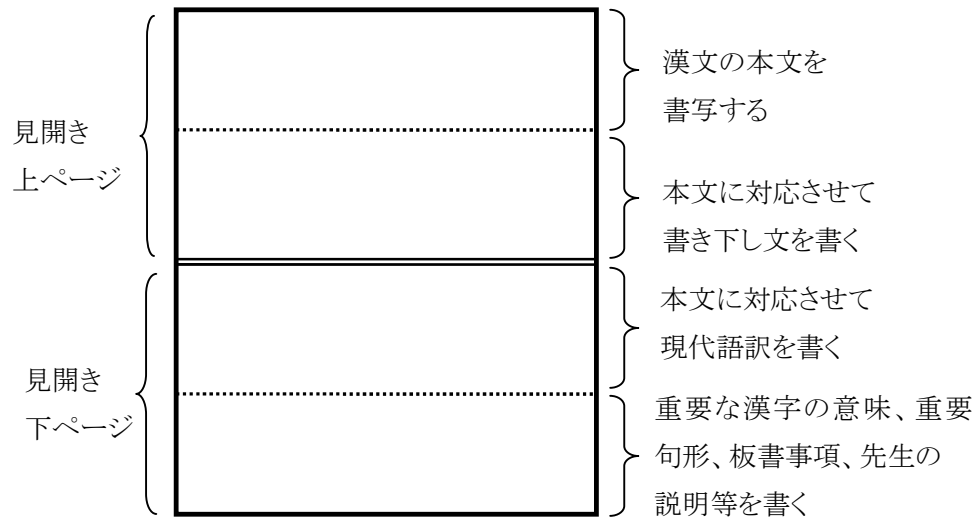 見開き
上ページ
漢文の本文を
書写する
本文に対応させて
書き下し文を書く
見開き
下ページ
本文に対応させて
現代語訳を書く
重要な漢字の意味、重要
句形、板書事項、先生の
説明等を書く